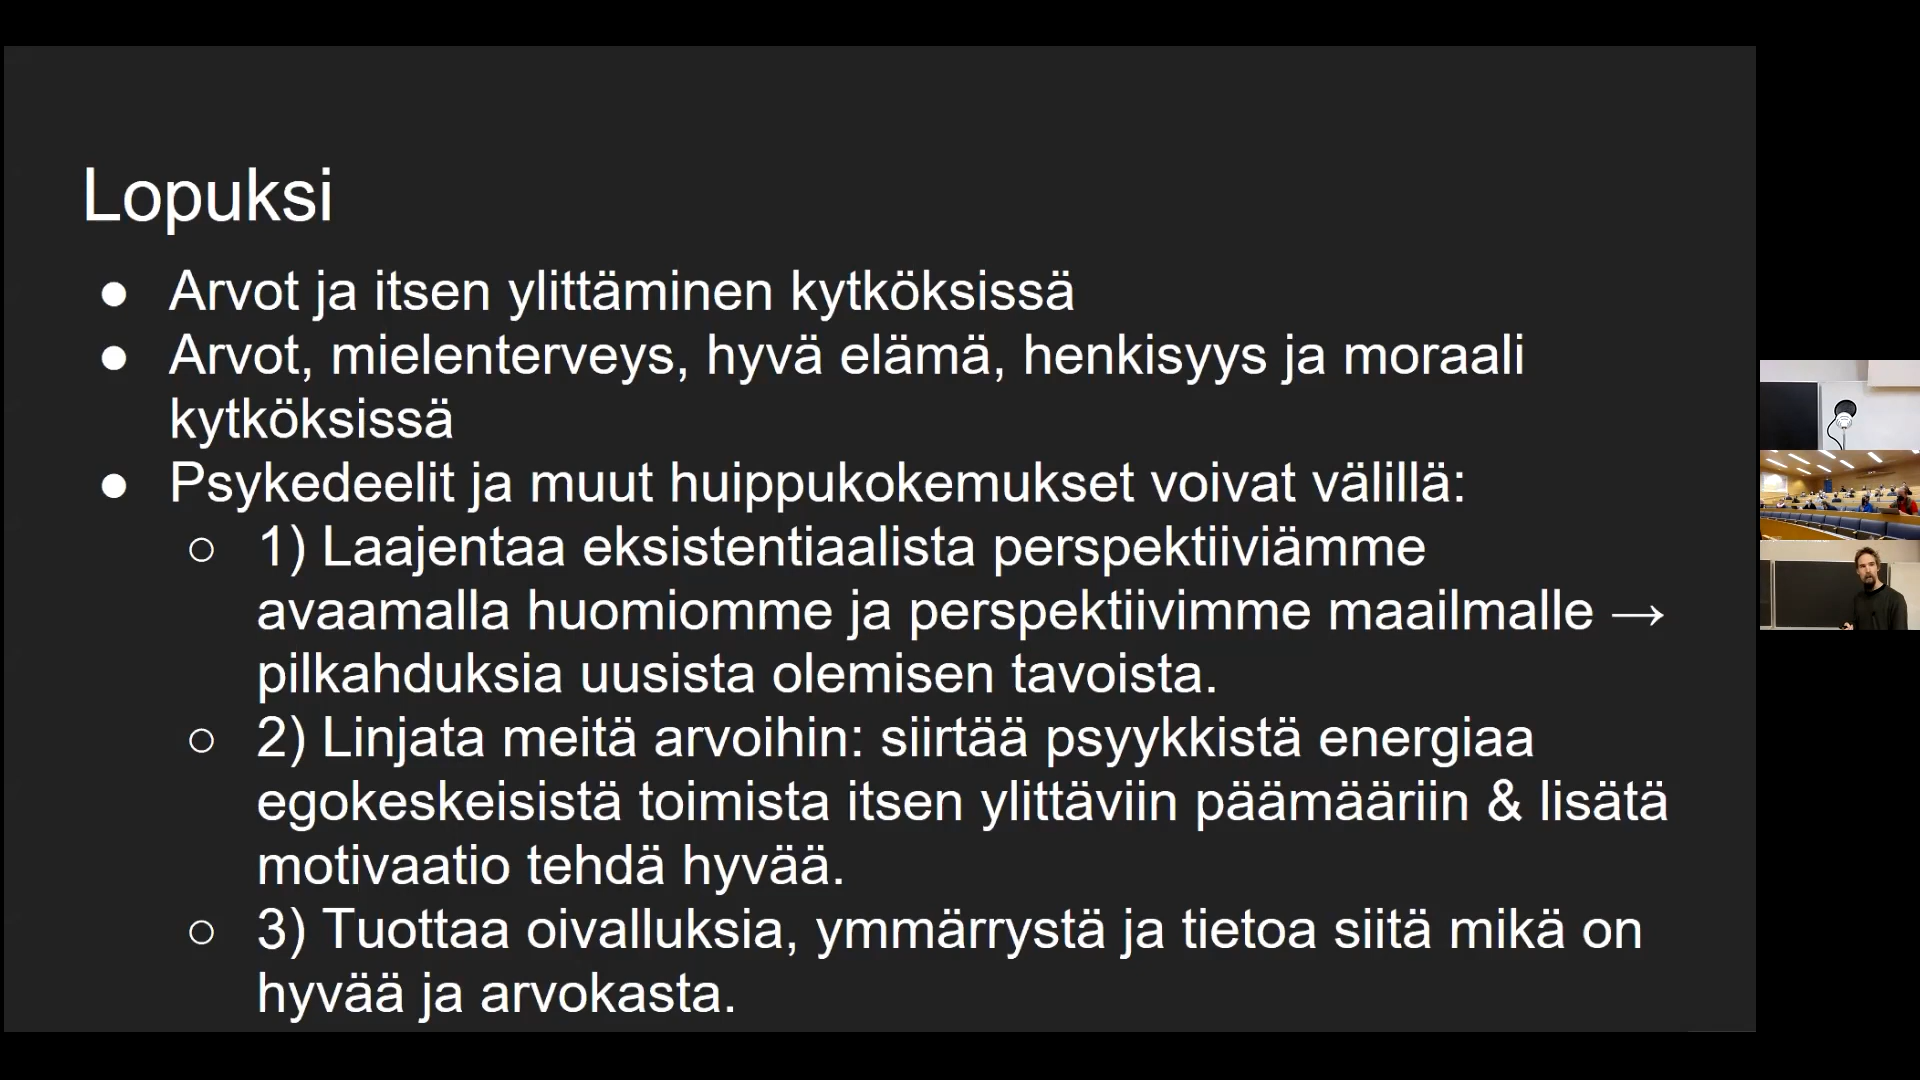 Lopuksi
● Arvot ja itsen ylittäminen kytköksissä
● Arvot, mielenterveys, hyvä elämä, henkisyys ja moraali
kytköksissä
● Psykedeelit ja muut huippukokemukset voivat välillä:
○ 1) Laajentaa eksistentiaalista perspektiiviämme
avaamalla huomiomme ja perspektiivimme maailmalle →
pilkahduksia uusista olemisen tavoista.
○ 2) Linjata meitä arvoihin: siirtää psyykkistä energiaa
egokeskeisistä toimista itsen ylittäviin päämääriin & lisätä
motivaatio tehdä hyvää.
○ 3) Tuottaa oivalluksia, ymmärrystä ja tietoa siitä mikä on
hyvää ja arvokasta.